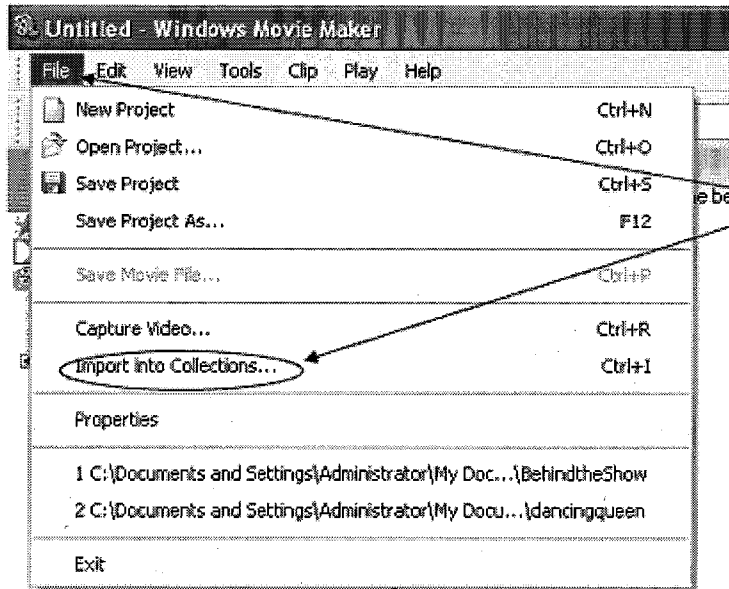 Untitled - Windows Movie Maker
File Edit View Tools Clip Play Help
New Project Ctrl+N
Open Project... Ctrl+O
Save Project Ctrl+S
Save Project As... F12
Save Movie File... Ctrl+P
Capture Video... Ctrl+R
Import into Collections... Ctrl+I
Properties
1 C:\Documents and Settings\Administrator\My Doc...\BehindtheShow
2 C:\Documents and Settings\Administrator\My Docu...\dancingqueen
Exit